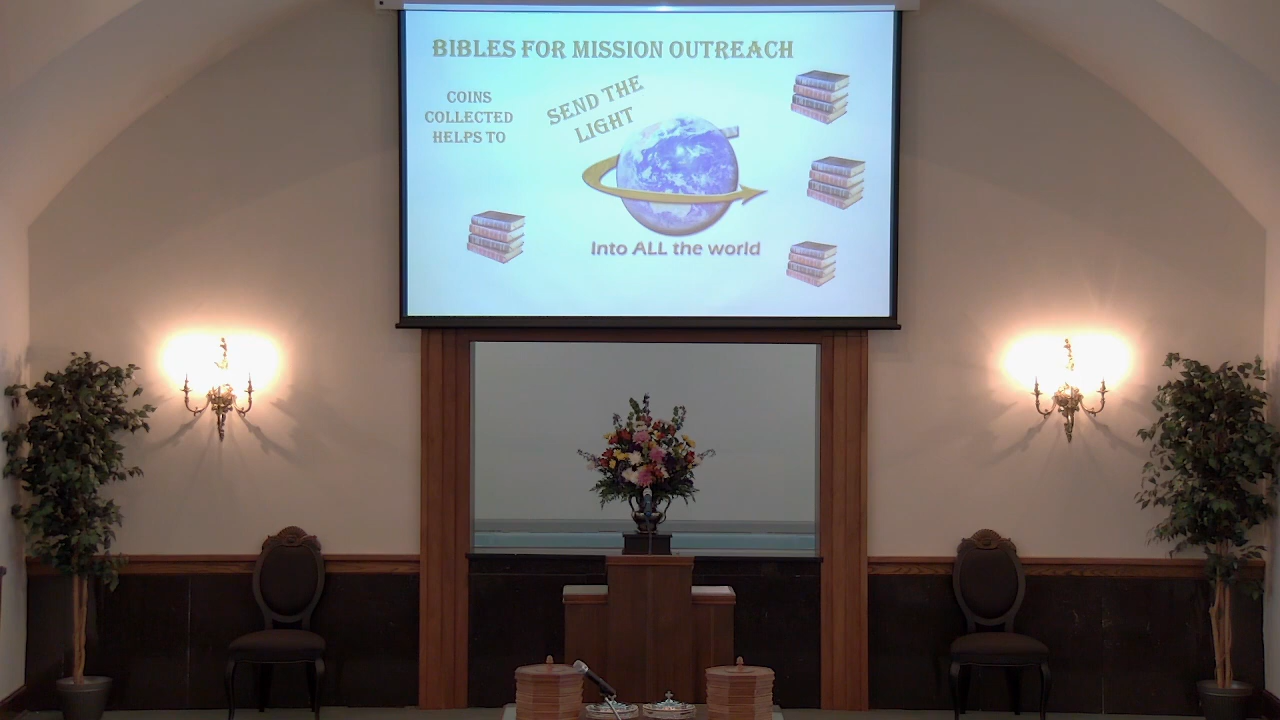 BIBLES FOR MISSION OUTREACH
COINS
COLLECTED
HELPS TO
SEND THE
LIGHT
Into ALL the world